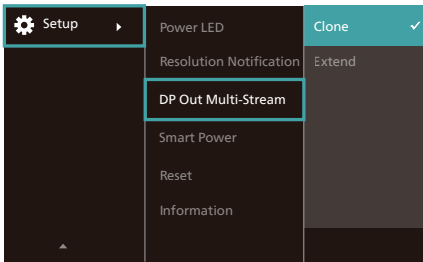 Setup
Power LED
Resolution Notification
DP Out Multi-Stream
Smart Power
Reset
Information
Clone
Extend